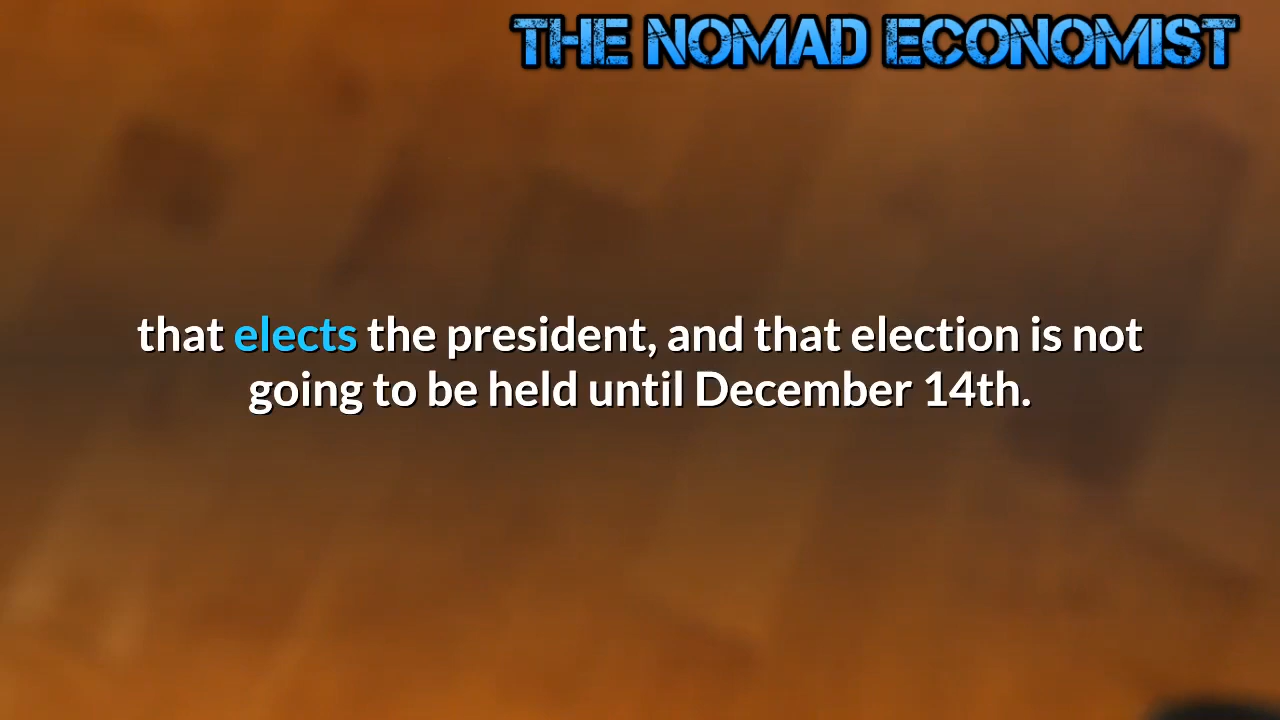 THE NOMAD ECONOMIST
that elects the president, and that election is not
going to be held until December 14th.